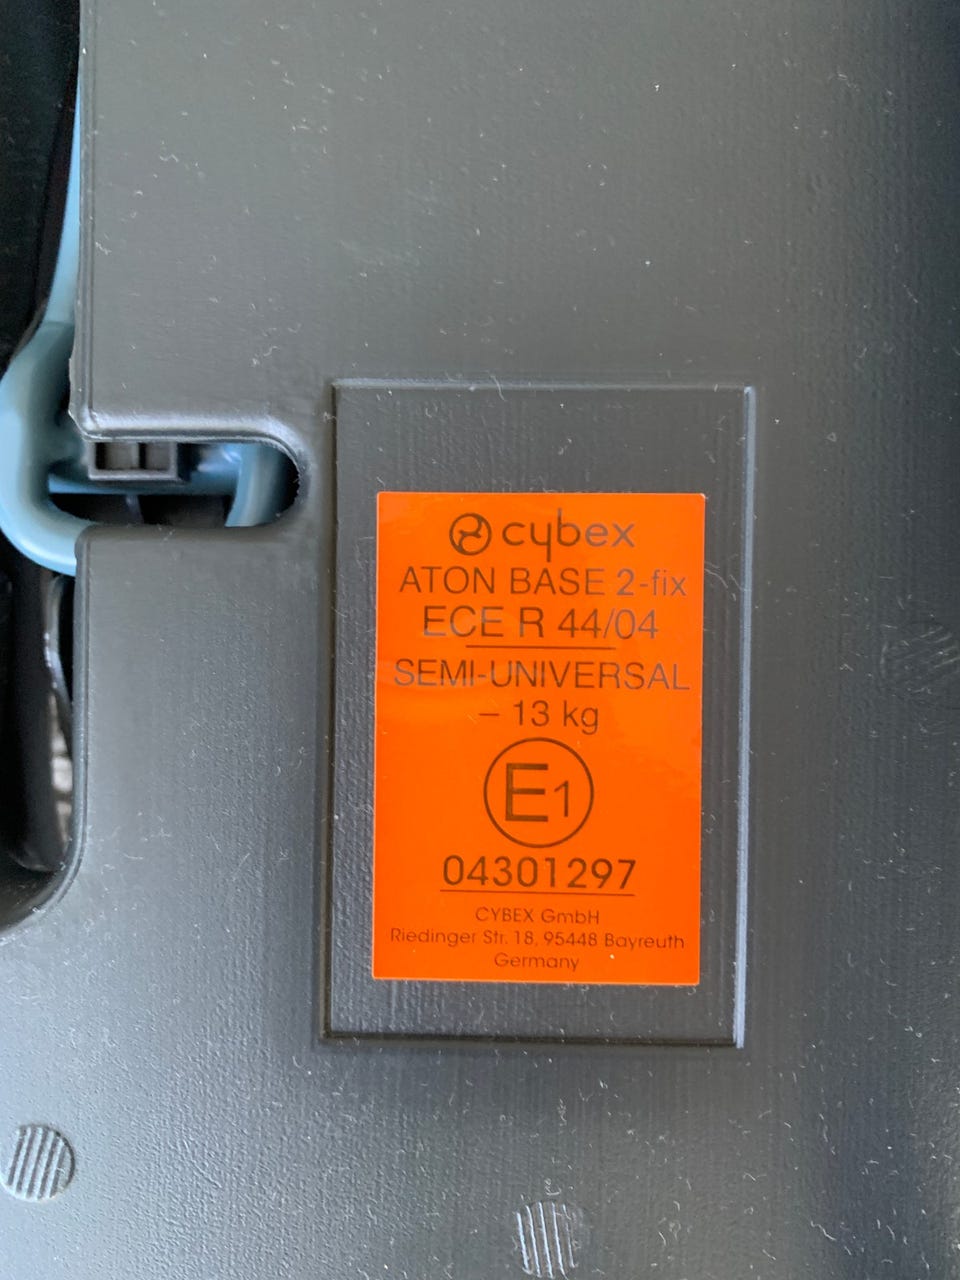 cybex
ATON BASE 2-fix
ECE R 44/04
SEMI-UNIVERSAL
– 13 kg
E1
04301297
CYBEX GmbH
Riedinger Str. 18, 95448 Bayreuth
Germany